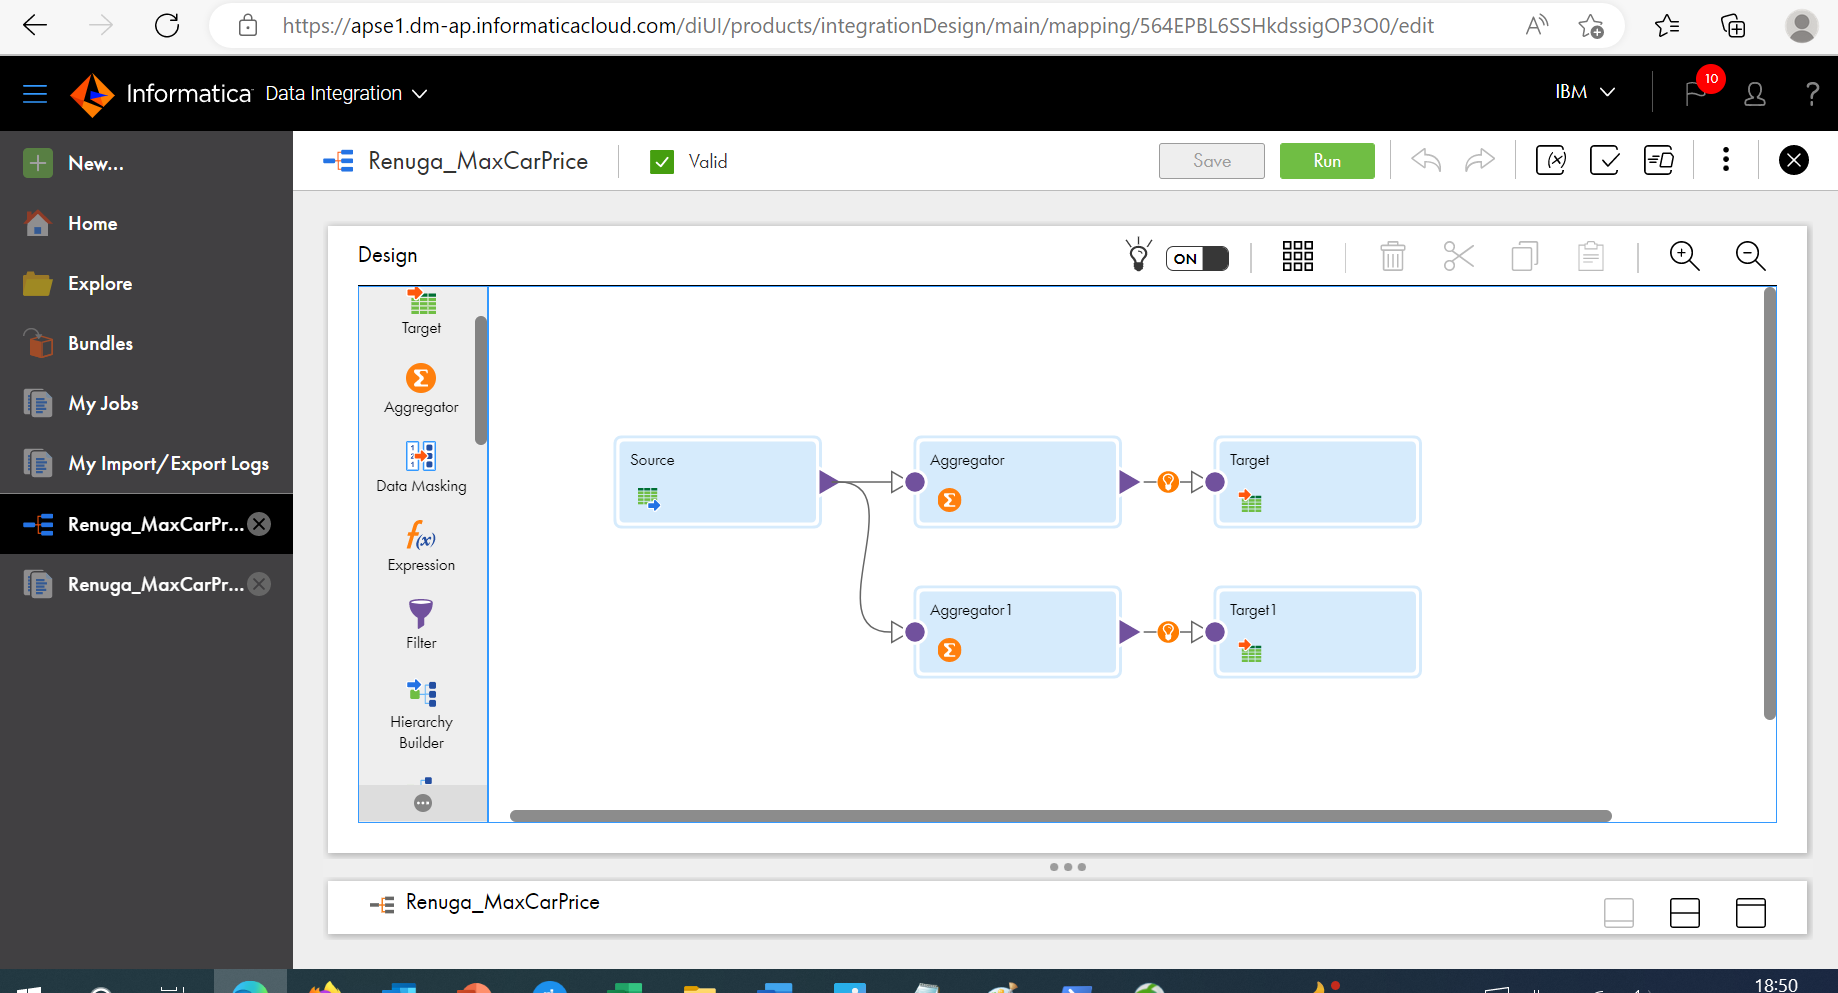 https://apse1.dm-ap.informaticacloud.com/diUI/products/integrationDesign/main/mapping/564EPBL6SSHkdssigOP3O0/edit
Informatica Data Integration
IBM
10
?
New...
Home
Explore
Bundles
My Jobs
My Import/Export Logs
Renuga_MaxCarPr...
Renuga_MaxCarPr...
Renuga_MaxCarPrice
Valid
Save
Run
Design
ON
Target
Aggregator
Data Masking
Expression
Filter
Hierarchy
Builder
Source
Aggregator
Target
Aggregator1
Target1
Renuga_MaxCarPrice
18:50